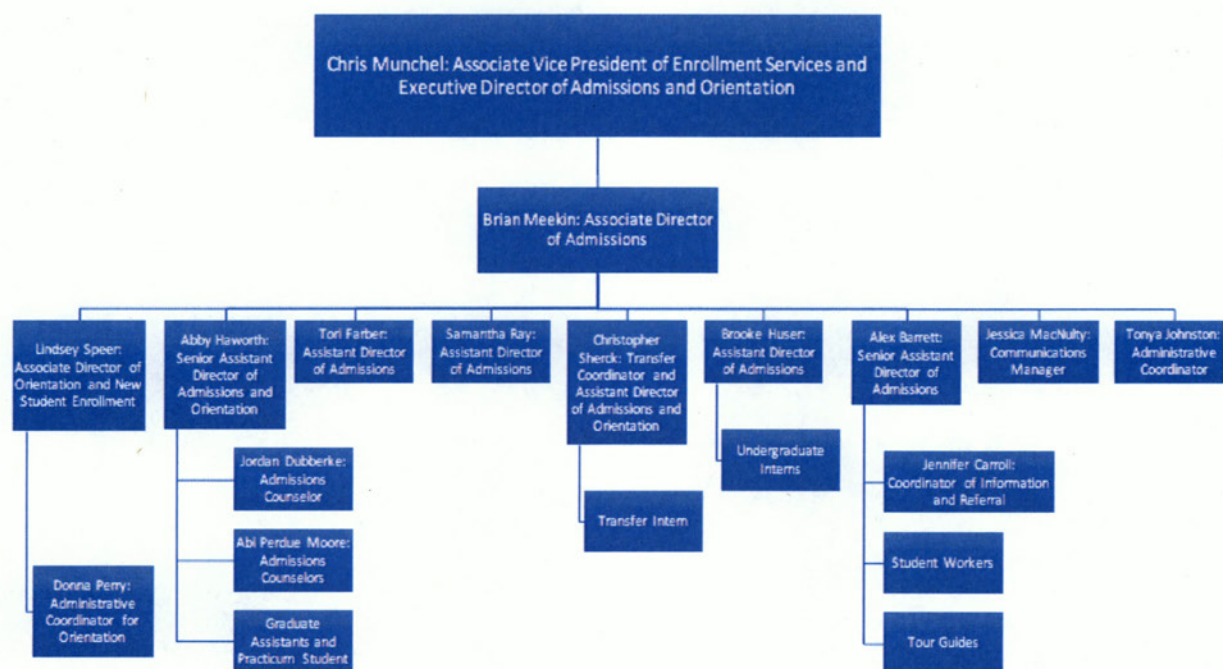 Chris Munchel: Associate Vice President of Enrollment Services and
Executive Director of Admissions and Orientation
Brian Meekin: Associate Director
of Admissions
Lindsey Speer:
Associate Director of
Orientation and New
Student Enrollment
Abby Haworth:
Senior Assistant
Director of
Admissions and
Orientation
Tori Farber:
Assistant Director
of Admissions
Samantha Ray:
Assistant Director
of Admissions
Christopher
Sherck: Transfer
Coordinator and
Assistant Director
of Admissions and
Orientation
Brooke Huser:
Assistant Director
of Admissions
Alex Barrett:
Senior Assistant
Director of
Admissions
Jessica MacNulty:
Communications
Manager
Tonya Johnston:
Administrative
Coordinator
Donna Perry:
Administrative
Coordinator for
Orientation
Jordan Dubberke:
Admissions
Counselor
Abi Perdue Moore:
Admissions
Counselors
Graduate
Assistants and
Practicum Student
Transfer Intern
Undergraduate
Interns
Jennifer Carroll:
Coordinator of Information
and Referral
Student Workers
Tour Guides